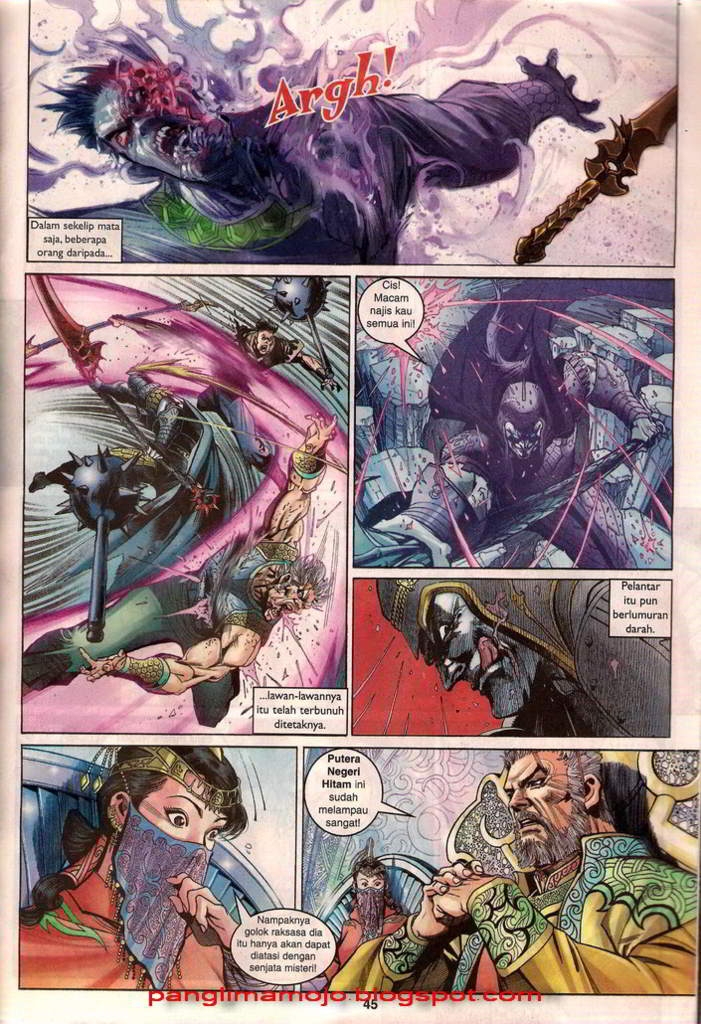 Argh!
Dalam sekelip mata
saja, beberapa
orang daripada...
...lawan-lawannya
itu telah terbunuh
ditetaknya.
Cis!
Macam
najis kau
semua ini!
Pelantar
itu pun
berlumuran
darah.
Nampaknya
golok raksasa dia
itu hanya akan dapat
diatasi dengan
senjata misteri!
Putera
Negeri
Hitam ini
sudah
melampau
sangat!
panglimamojo.blogspot.com
45